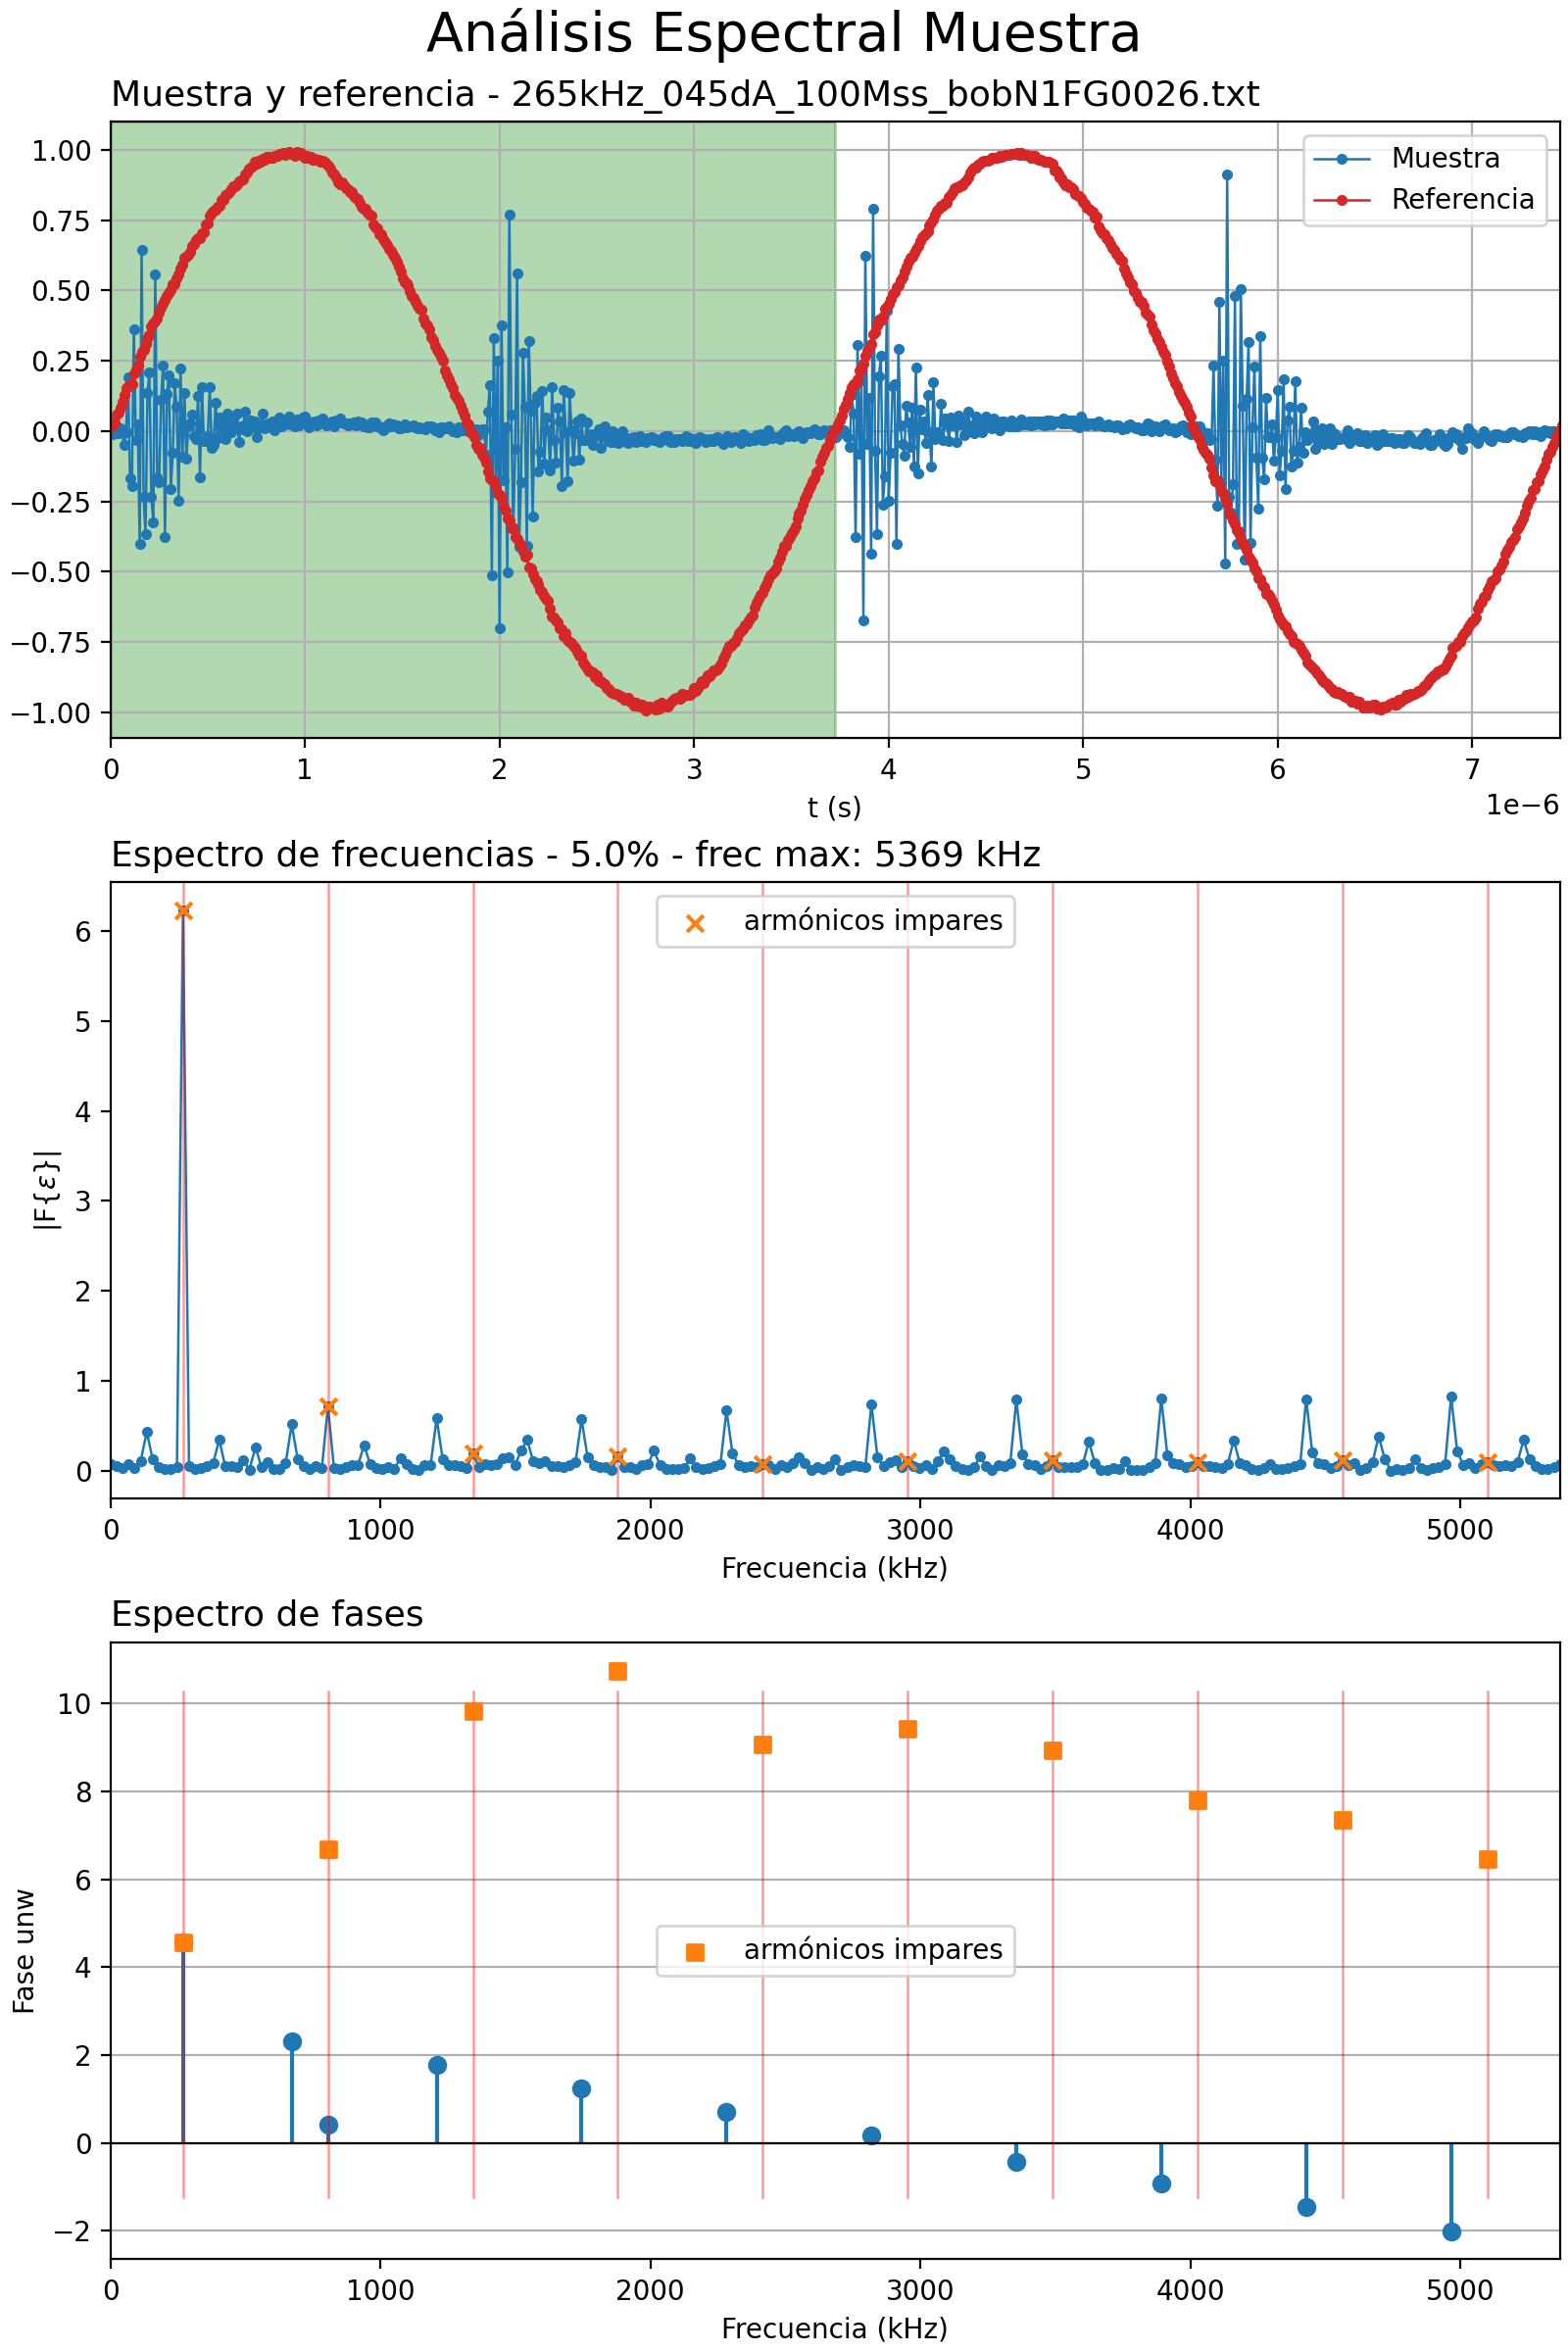 Análisis Espectral Muestra
Muestra y referencia - 265kHz_045dA_100Mss_bobN1FG0026.txt
1.00
0.75
0.50
0.25
0.00
−0.25
−0.50
−0.75
−1.00
Muestra
Referencia
0 1 2 3 4 5 6 7
t (s)
1e−6
Espectro de frecuencias - 5.0% - frec max: 5369 kHz
armónicos impares
6
5
4
3
2
1
0
|F{ε}|
0 1000 2000 3000 4000 5000
Frecuencia (kHz)
Espectro de fases
10
8
6
4
2
0
−2
Fase unw
armónicos impares
0 1000 2000 3000 4000 5000
Frecuencia (kHz)